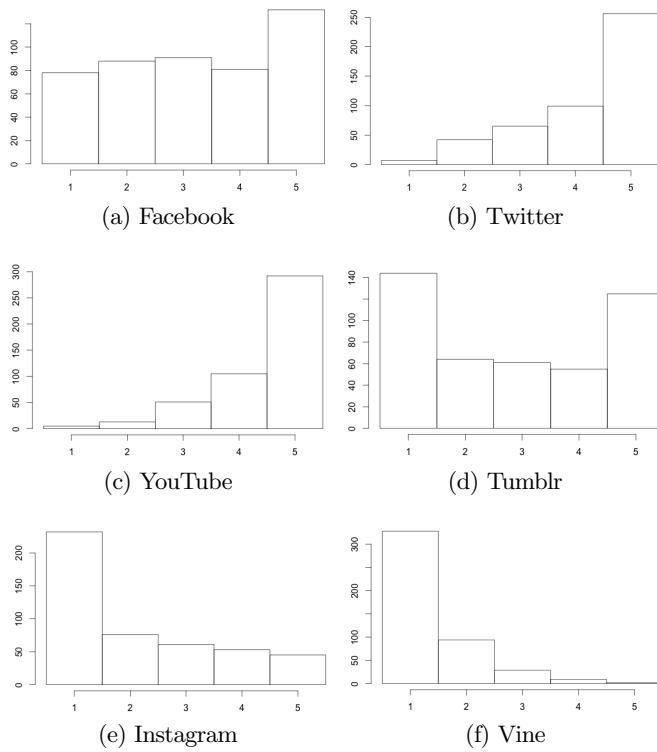 0 20 40 60 80 100
1 2 3 4 5
(a) Facebook
0 50 100 150 200 250
1 2 3 4 5
(b) Twitter
0 50 100 150 200 250 300
1 2 3 4 5
(c) YouTube
0 20 40 60 80 100 140
1 2 3 4 5
(d) Tumblr
0 50 100 150 200
1 2 3 4 5
(e) Instagram
0 50 100 200 300
1 2 3 4 5
(f) Vine